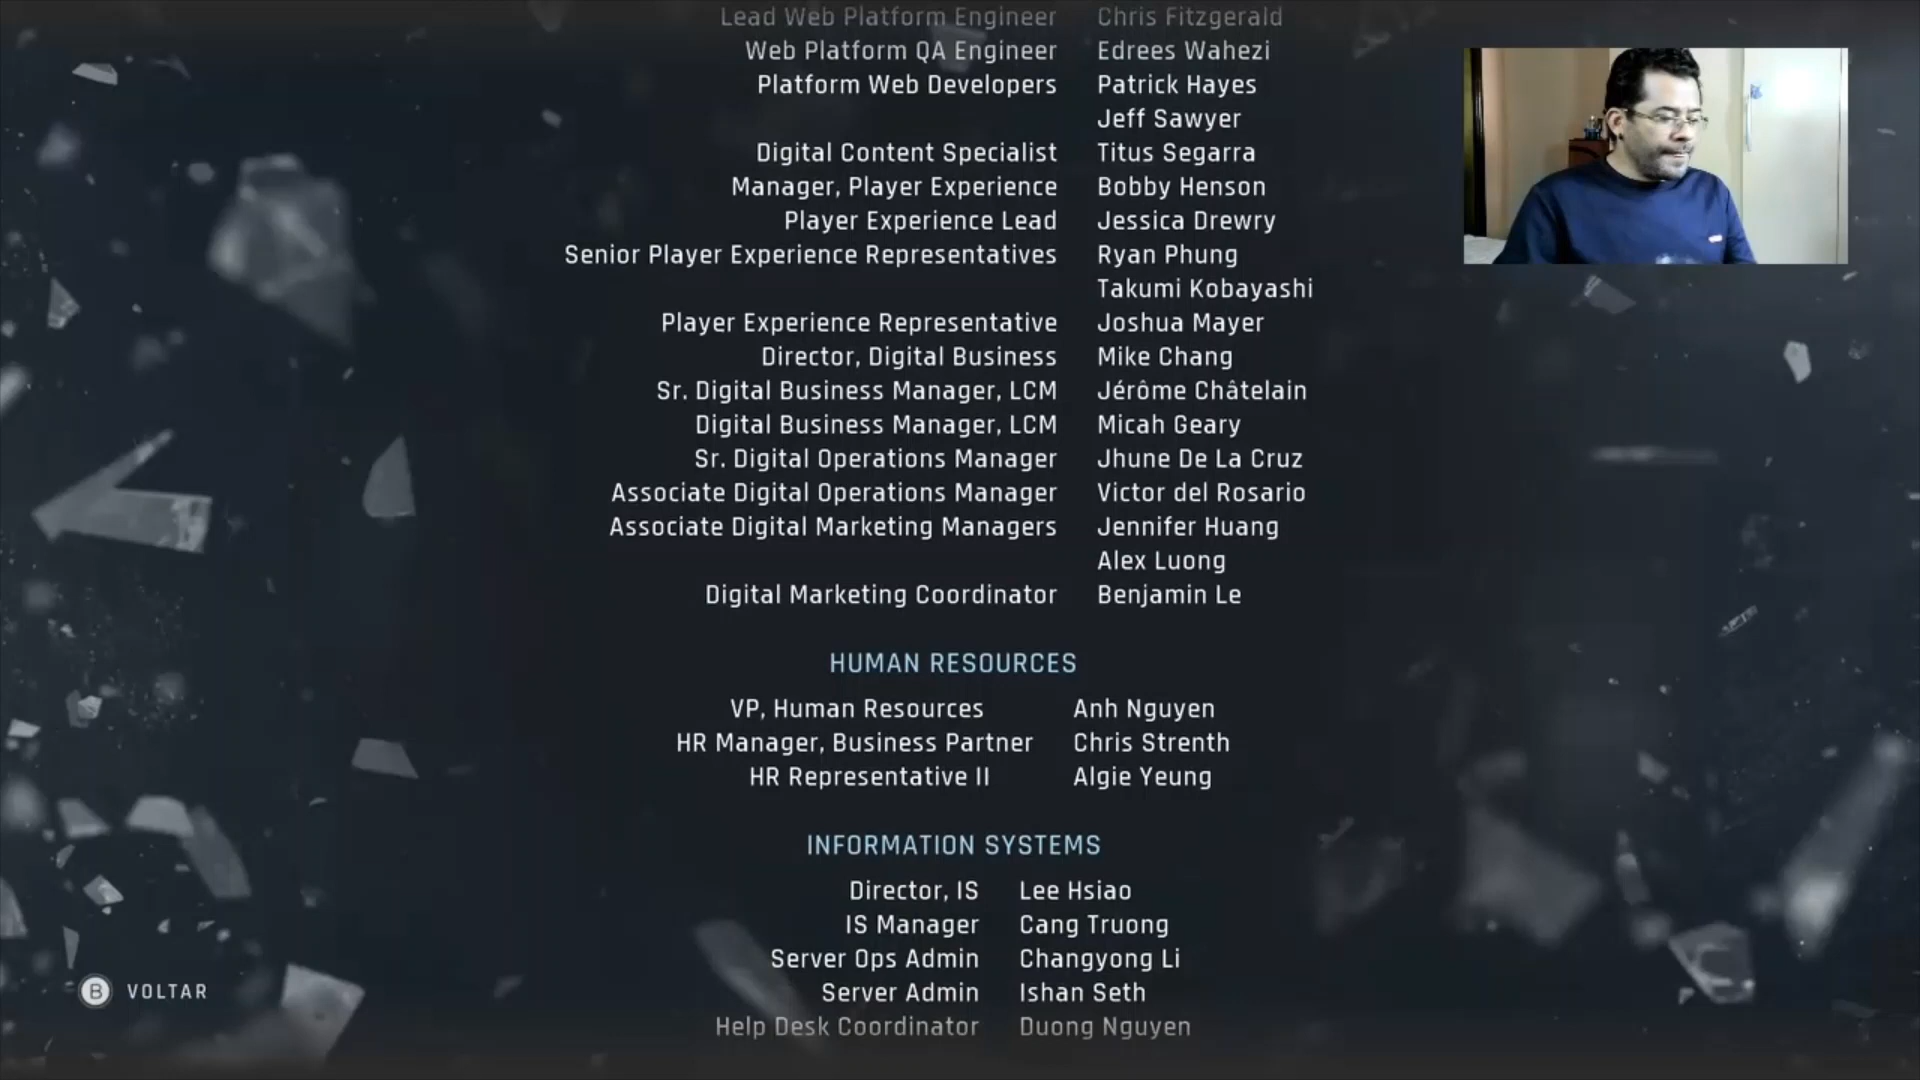 Lead Web Platform Engineer Chris Fitzgerald
Web Platform QA Engineer Edrees Wahezi
Platform Web Developers Patrick Hayes
Jeff Sawyer
Digital Content Specialist Titus Segarra
Manager, Player Experience Bobby Henson
Player Experience Lead Jessica Drewry
Senior Player Experience Representatives Ryan Phung
Takumi Kobayashi
Player Experience Representative Joshua Mayer
Director, Digital Business Mike Chang
Sr. Digital Business Manager, LCM Jérôme Châtelain
Digital Business Manager, LCM Micah Geary
Sr. Digital Operations Manager Jhune De La Cruz
Associate Digital Operations Manager Victor del Rosario
Associate Digital Marketing Managers Jennifer Huang
Alex Luong
Digital Marketing Coordinator Benjamin Le
HUMAN RESOURCES
VP, Human Resources Anh Nguyen
HR Manager, Business Partner Chris Strenth
HR Representative II Algie Yeung
INFORMATION SYSTEMS
Director, IS Lee Hsiao
IS Manager Cang Truong
Server Ops Admin Changyong Li
Server Admin Ishan Seth
Help Desk Coordinator Duong Nguyen
B VOLTAR